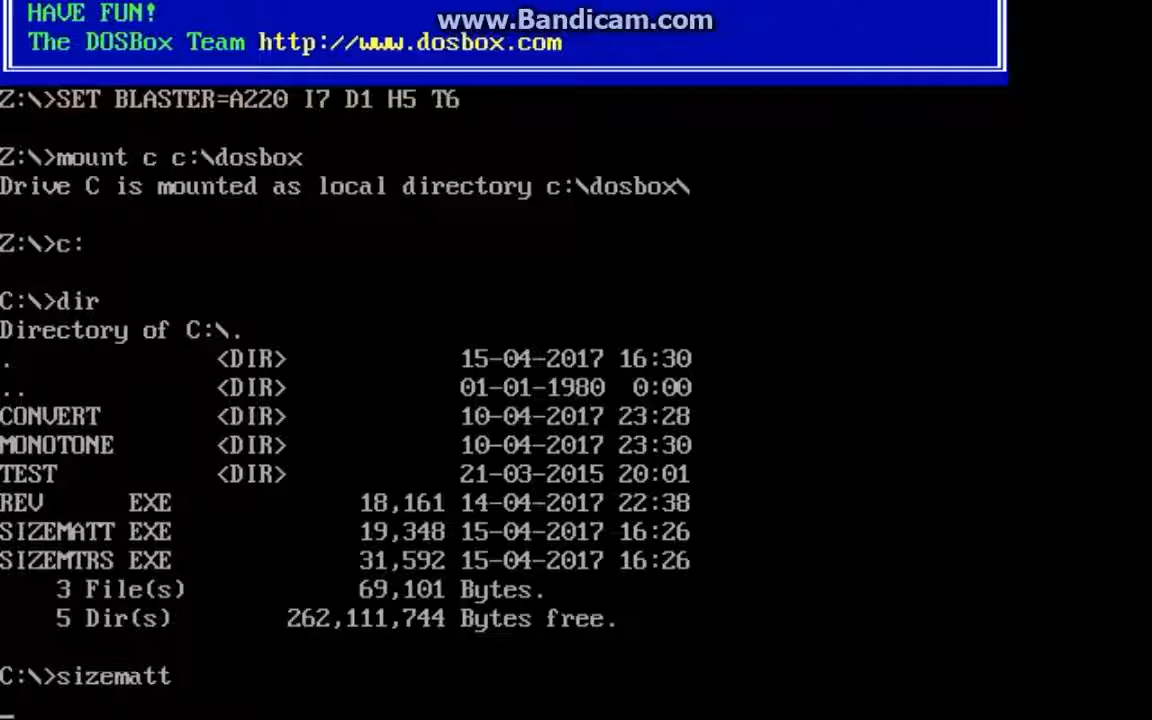 www.Bandicam.com
HAVE FUN!
The DOSBox Team http://www.dosbox.com
Z:\>SET BLASTER=A220 I7 D1 H5 T6
Z:\>mount c c:\dosbox
Drive C is mounted as local directory c:\dosbox\
Z:\>c:
C:\>dir
Directory of C:\.
. <DIR> 15-04-2017 16:30
.. <DIR> 01-01-1980 0:00
CONVERT <DIR> 10-04-2017 23:28
MONOTONE <DIR> 10-04-2017 23:30
TEST <DIR> 21-03-2015 20:01
REV EXE 18,161 14-04-2017 22:38
SIZEMATT EXE 19,348 15-04-2017 16:26
SIZEMTRS EXE 31,592 15-04-2017 16:26
3 File(s) 69,101 Bytes.
5 Dir(s) 262,111,744 Bytes free.
C:\>sizematt
_